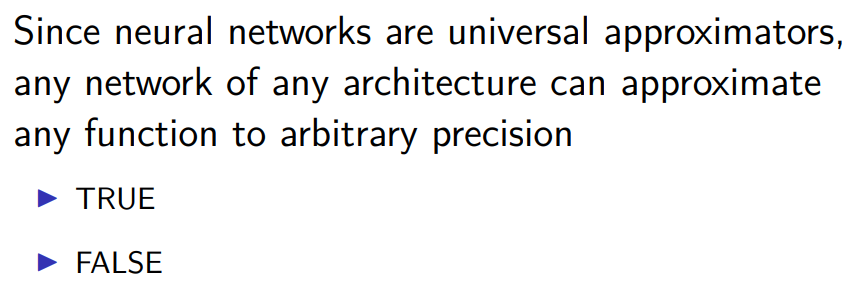 Since neural networks are universal approximators,
any network of any architecture can approximate
any function to arbitrary precision
▶ TRUE
▶ FALSE